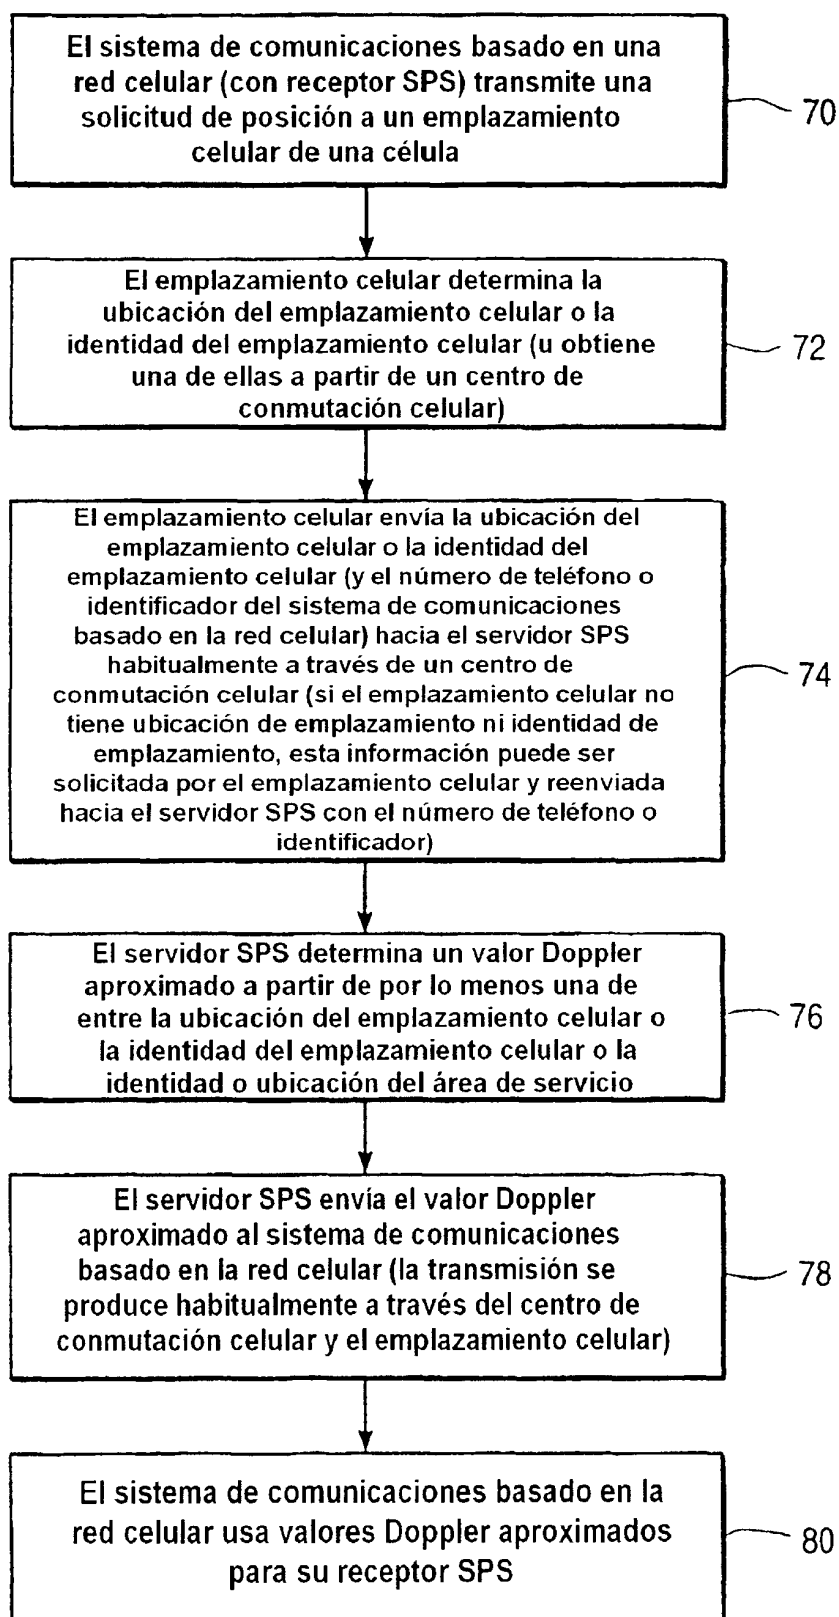 El sistema de comunicaciones basado en una
red celular (con receptor SPS) transmite una
solicitud de posición a un emplazamiento
celular de una célula
70
El emplazamiento celular determina la
ubicación del emplazamiento celular o la
identidad del emplazamiento celular (u obtiene
una de ellas a partir de un centro de
conmutación celular)
72
El emplazamiento celular envía la ubicación del
emplazamiento celular o la identidad del
emplazamiento celular (y el número de teléfono o
identificador del sistema de comunicaciones
basado en la red celular) hacia el servidor SPS
habitualmente a través de un centro de
conmutación celular (si el emplazamiento celular no
tiene ubicación de emplazamiento ni identidad de
emplazamiento, esta información puede ser
solicitada por el emplazamiento celular y reenviada
hacia el servidor SPS con el número de teléfono o
identificador)
74
El servidor SPS determina un valor Doppler
aproximado a partir de por lo menos una de
entre la ubicación del emplazamiento celular o
la identidad del emplazamiento celular o la
identidad o ubicación del área de servicio
76
El servidor SPS envía el valor Doppler
aproximado al sistema de comunicaciones
basado en la red celular (la transmisión se
produce habitualmente a través del centro de
conmutación celular y el emplazamiento celular)
78
El sistema de comunicaciones basado en la
red celular usa valores Doppler aproximados
para su receptor SPS
80